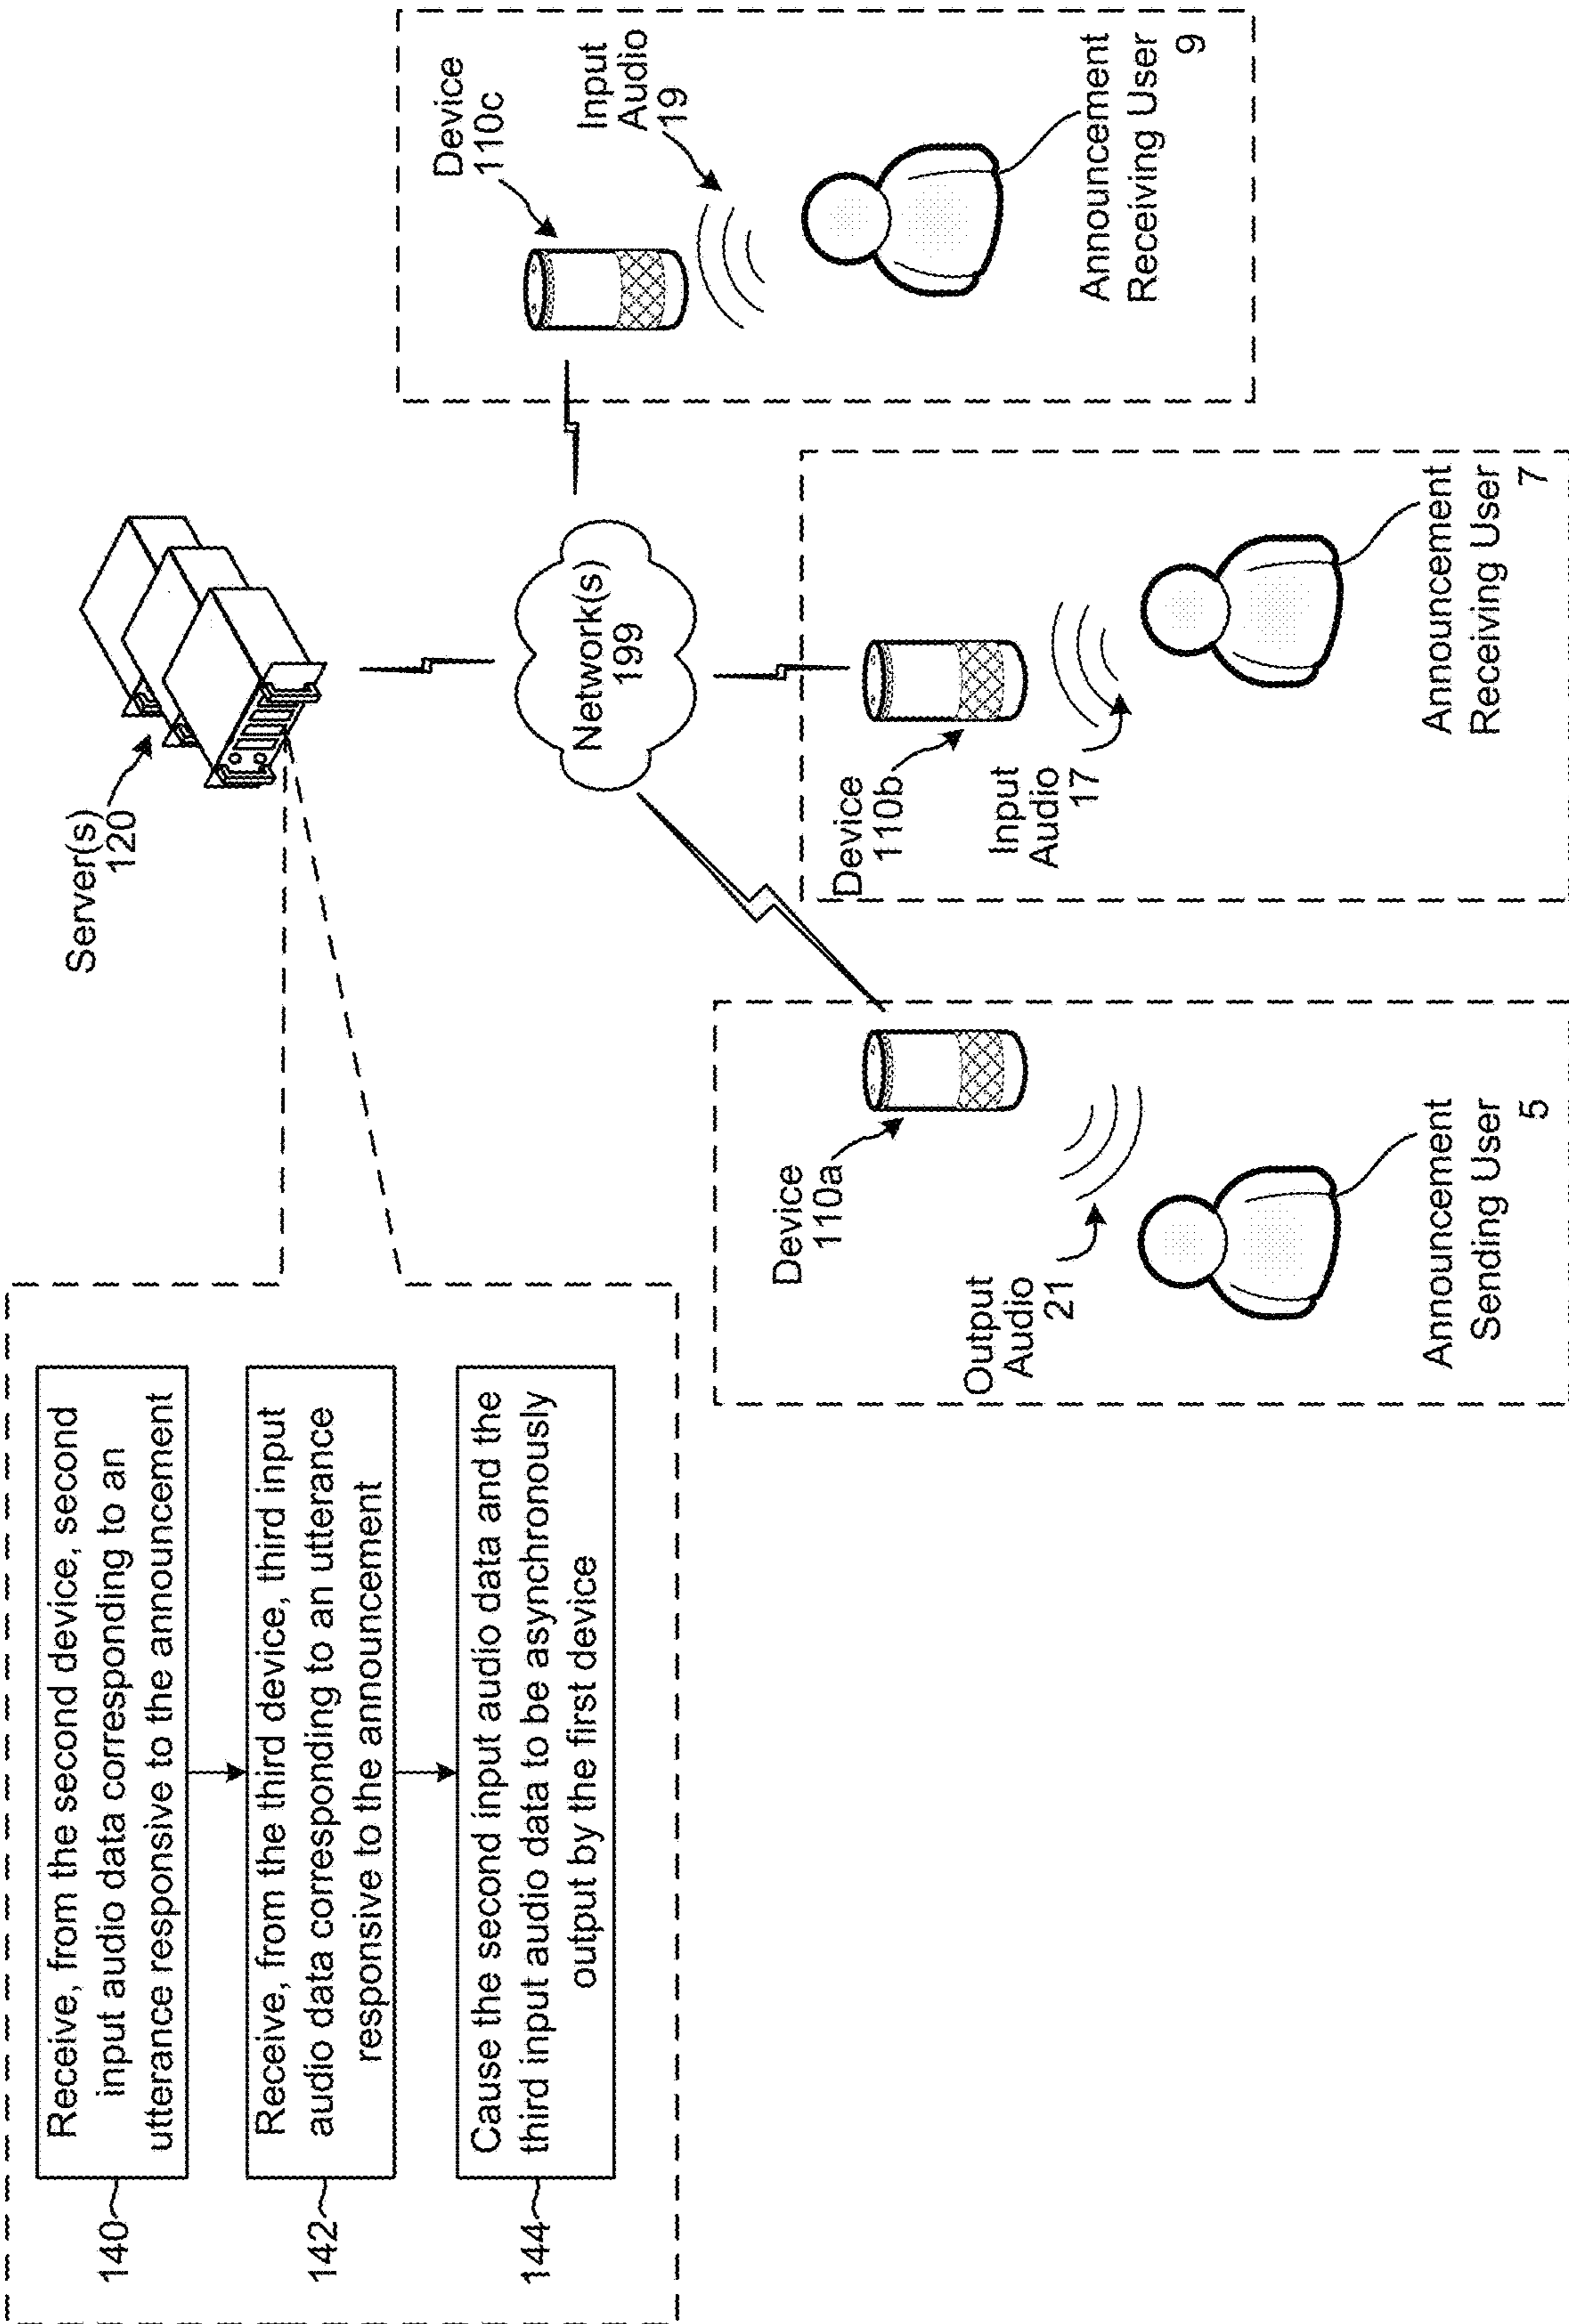 140
Receive, from the second device, second
input audio data corresponding to an
utterance responsive to the announcement
142
Receive, from the third device, third input
audio data corresponding to an utterance
responsive to the announcement
144
Cause the second input audio data and the
third input audio data to be asynchronously
output by the first device
Server(s)
120
Network(s)
199
Device
110a
Output
Audio
21
Announcement
Sending User
5
Device
110b
Input
Audio
17
Announcement
Receiving User
7
Device
110c
Input
Audio
19
Announcement
Receiving User
9